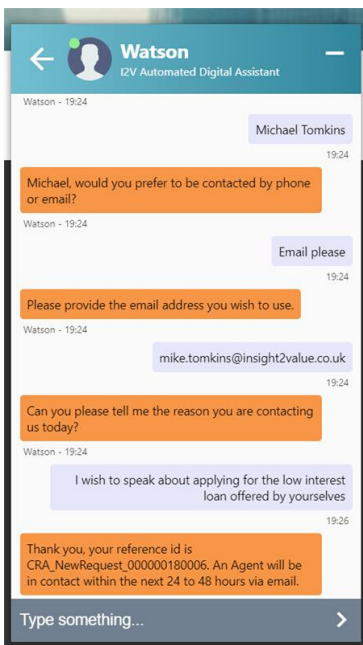 Watson
I2V Automated Digital Assistant
Watson - 19:24
Michael Tomkins
19:24
Michael, would you prefer to be contacted by phone
or email?
Watson - 19:24
Email please
19:24
Please provide the email address you wish to use.
Watson - 19:24
mike.tomkins@insight2value.co.uk
19:24
Can you please tell me the reason you are contacting
us today?
Watson - 19:24
I wish to speak about applying for the low interest
loan offered by yourselves
19:26
Thank you, your reference id is
CRA_NewRequest_000000180006. An Agent will be
in contact within the next 24 to 48 hours via email.
Type something...